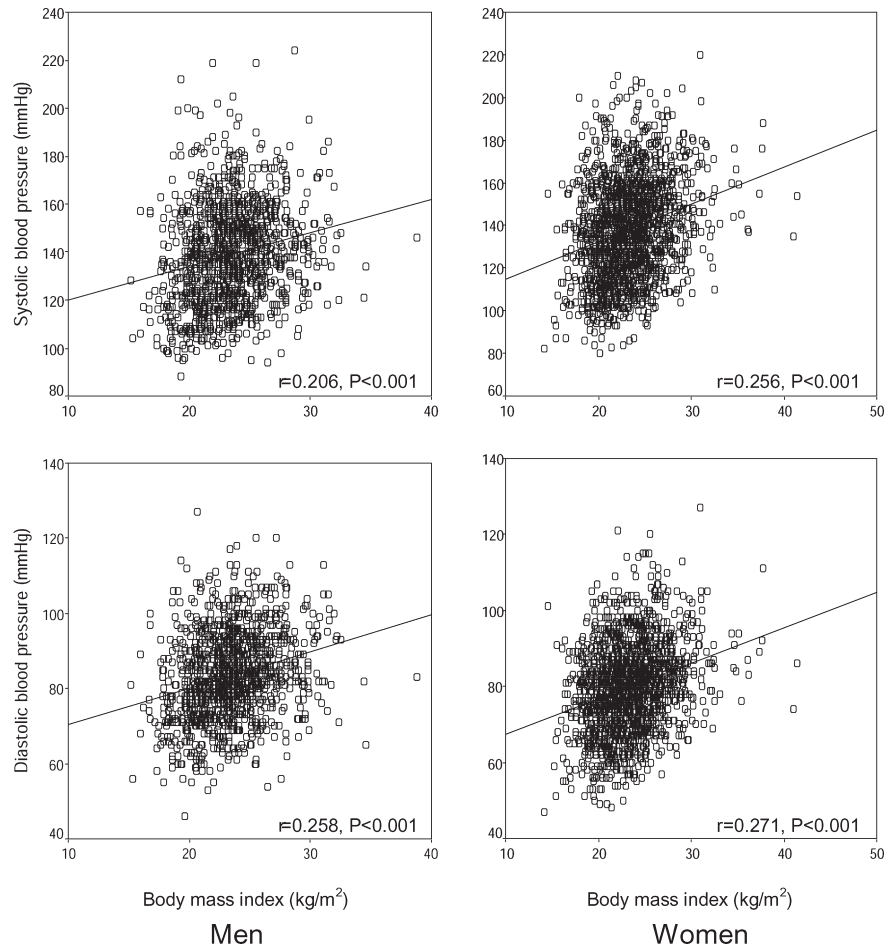 240
220
200
180
160
140
120
100
80
Systolic blood pressure (mmHg)
r=0.206, P<0.001
10 20 30 40
240
220
200
180
160
140
120
100
80
60
r=0.256, P<0.001
10 20 30 40 50
140
120
100
80
60
40
Diastolic blood pressure (mmHg)
r=0.258, P<0.001
10 20 30 40
140
120
100
80
60
40
r=0.271, P<0.001
10 20 30 40 50
Body mass index (kg/m²)
Body mass index (kg/m²)
Men
Women